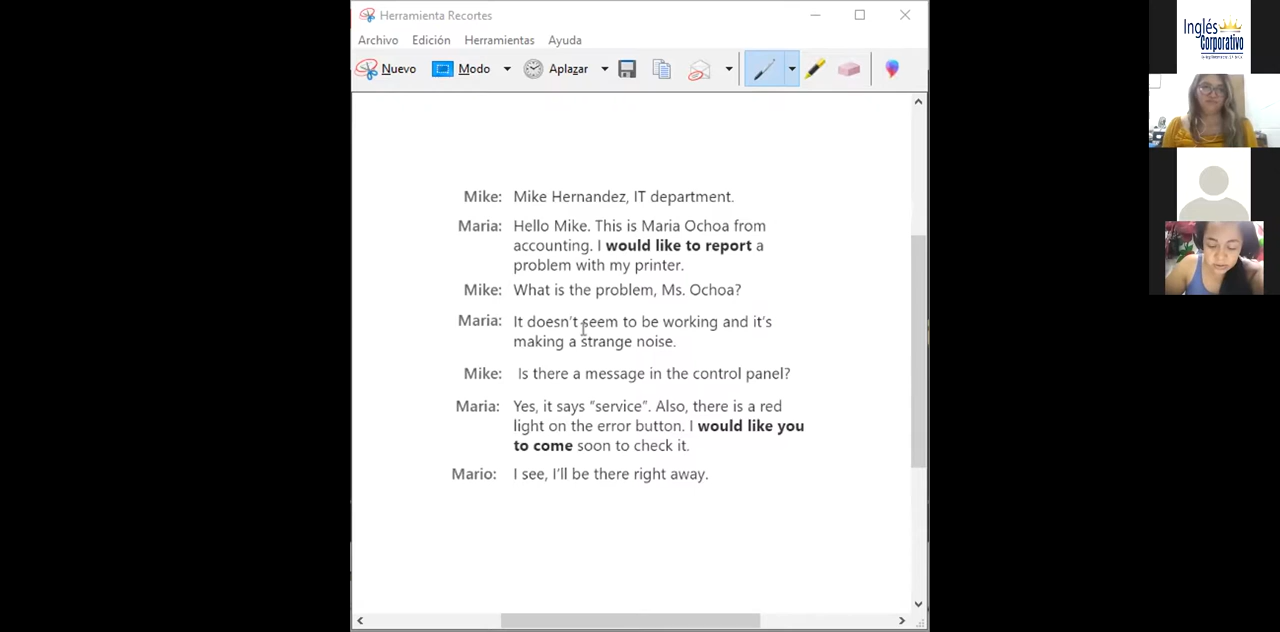 Herramienta Recortes
Archivo Edición Herramientas Ayuda
Nuevo Modo Aplazar
Mike: Mike Hernandez, IT department.
Maria: Hello Mike. This is Maria Ochoa from
accounting. I would like to report a
problem with my printer.
Mike: What is the problem, Ms. Ochoa?
Maria: It doesn't seem to be working and it's
making a strange noise.
Mike: Is there a message in the control panel?
Maria: Yes, it says “service”. Also, there is a red
light on the error button. I would like you
to come soon to check it.
Mario: I see, I'll be there right away.
Inglés
Corporativo